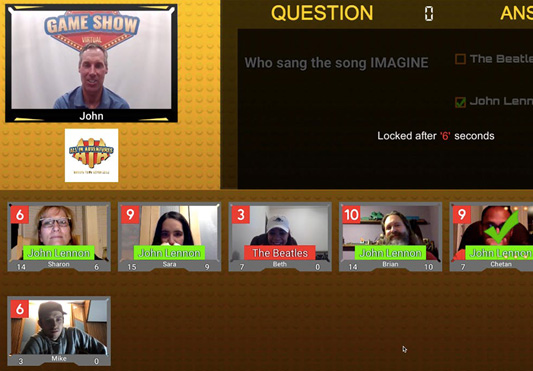 GAME SHOW
VIRTUAL
John
ALL IN ADVENTURES
QUESTION 0 ANS
Who sang the song IMAGINE
The Beatle
John Lenn
Locked after '6' seconds
6
John Lennon
14 Sharon 6
9
John Lennon
15 Sara 9
3
The Beatles
7 Beth 0
10
John Lennon
14 Brian 10
9
John Lennon
7 Chetan
6
3 Mike 0